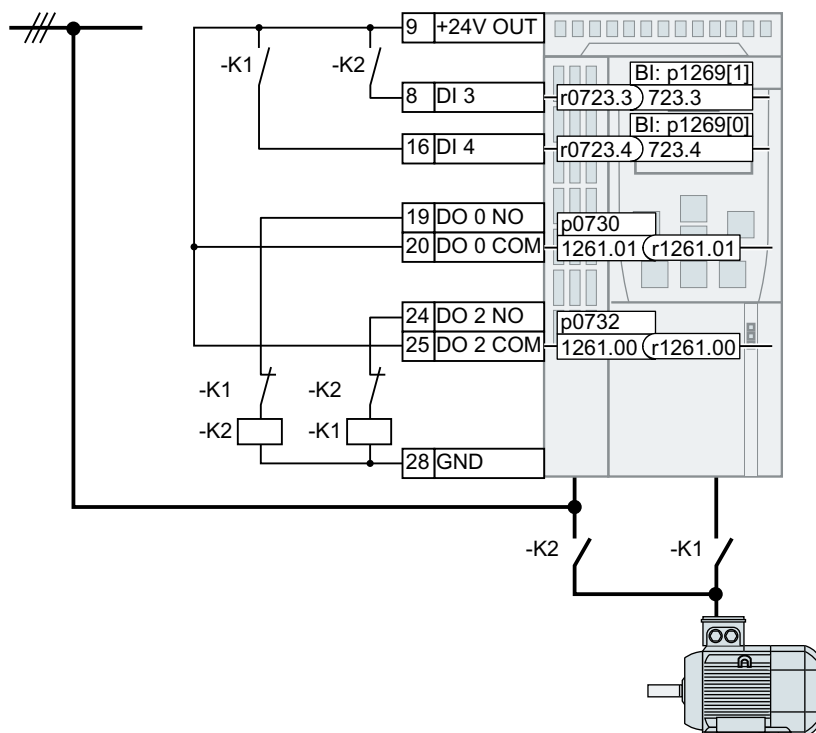 9 +24V OUT
-K1 -K2
BI: p1269[1]
8 DI 3 r0723.3 723.3
BI: p1269[0]
16 DI 4 r0723.4 723.4
19 DO 0 NO p0730
20 DO 0 COM 1261.01 r1261.01
24 DO 2 NO p0732
25 DO 2 COM 1261.00 r1261.00
-K1 -K2
-K2 -K1
28 GND
-K2 -K1